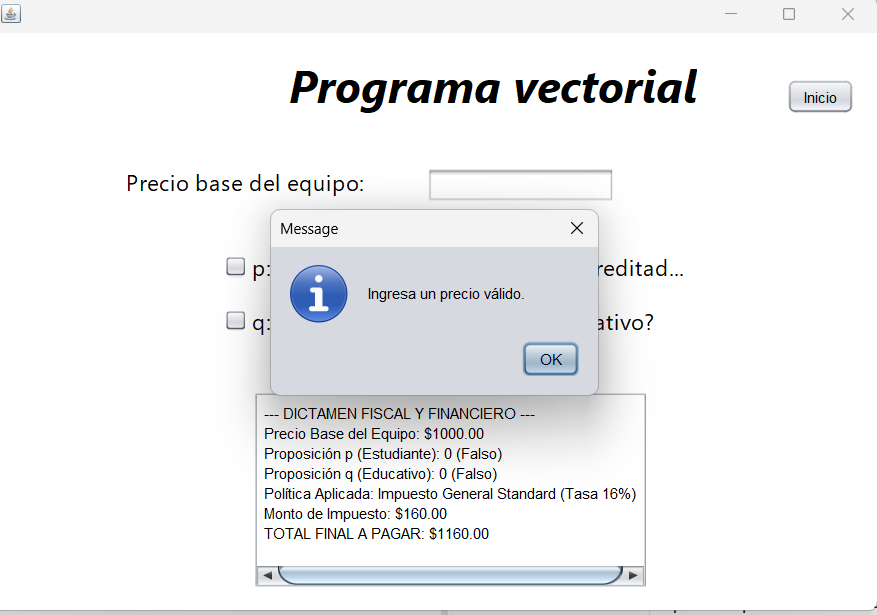 Programa vectorial
Inicio
Precio base del equipo:
Message
Ingresa un precio válido.
OK
p: reditad...
q: ativo?
--- DICTAMEN FISCAL Y FINANCIERO ---
Precio Base del Equipo: $1000.00
Proposición p (Estudiante): 0 (Falso)
Proposición q (Educativo): 0 (Falso)
Política Aplicada: Impuesto General Standard (Tasa 16%)
Monto de Impuesto: $160.00
TOTAL FINAL A PAGAR: $1160.00